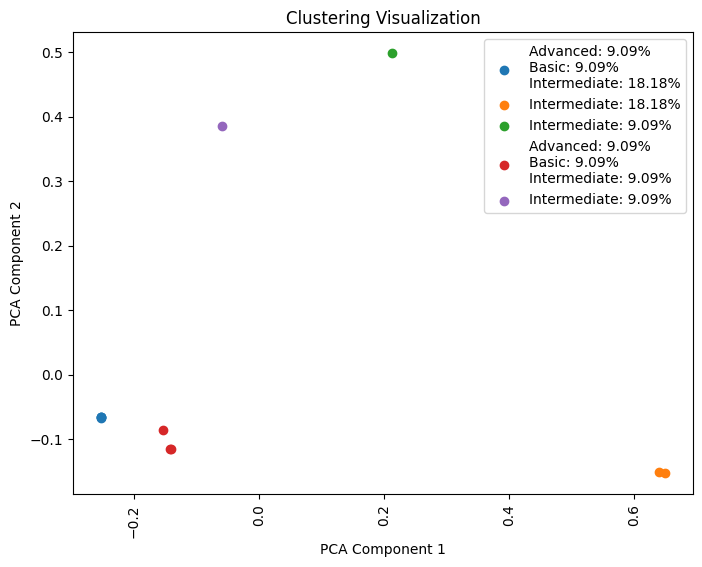 Clustering Visualization
Advanced: 9.09%
Basic: 9.09%
Intermediate: 18.18%
Intermediate: 18.18%
Intermediate: 9.09%
Advanced: 9.09%
Basic: 9.09%
Intermediate: 9.09%
Intermediate: 9.09%
PCA Component 2
0.5
0.4
0.3
0.2
0.1
0.0
−0.1
−0.2
0.0
0.2
0.4
0.6
PCA Component 1